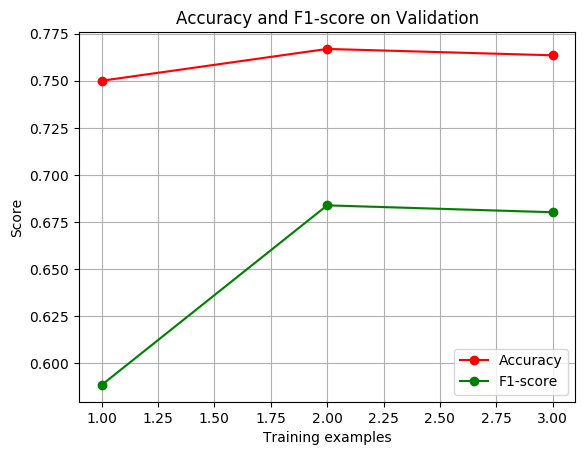 Accuracy and F1-score on Validation
0.775
0.750
0.725
0.700
0.675
0.650
0.625
0.600
Score
1.00 1.25 1.50 1.75 2.00 2.25 2.50 2.75 3.00
Training examples
Accuracy
F1-score